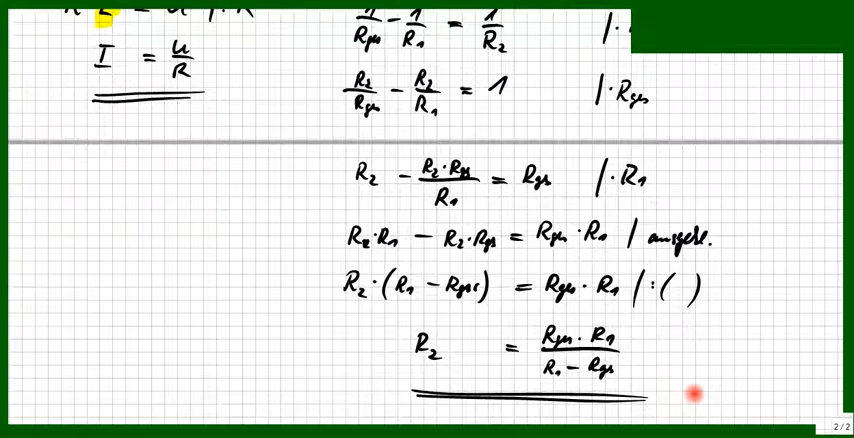 I = U/R
1/Rges - 1/R1 = 1/R2 | ·
R2/Rges - R2/R1 = 1 | · Rges
R2 - R2·Rges/R1 = Rges | · R1
R2·R1 - R2·Rges = Rges · R1 | ausgekl.
R2·(R1 - Rges) = Rges · R1 | :( )
R2 = Rges · R1/R1 - Rges
2 / 2